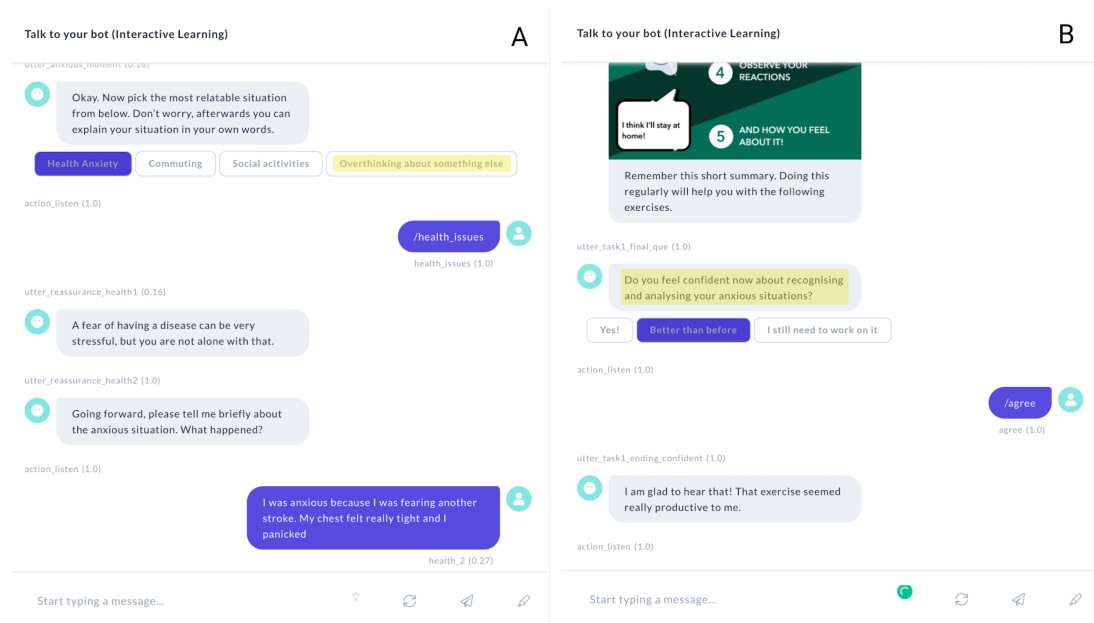 Talk to your bot (Interactive Learning)
A
utter_anxious_moment (0.16)
Okay. Now pick the most relatable situation
from below. Don't worry, afterwards you can
explain your situation in your own words.
Health Anxiety
Commuting
Social acitivities
Overthinking about something else
action_listen (1.0)
/health_issues
health_issues (1.0)
utter_reassurance_health1 (0.16)
A fear of having a disease can be very
stressful, but you are not alone with that.
utter_reassurance_health2 (1.0)
Going forward, please tell me briefly about
the anxious situation. What happened?
action_listen (1.0)
I was anxious because I was fearing another
stroke. My chest felt really tight and I
panicked
health_2 (0.27)
Start typing a message...
Talk to your bot (Interactive Learning)
B
4
OBSERVE YOUR
REACTIONS
I think I'll stay at
home!
5
AND HOW YOU FEEL
ABOUT IT!
Remember this short summary. Doing this
regularly will help you with the following
exercises.
utter_task1_final_que (1.0)
Do you feel confident now about recognising
and analysing your anxious situations?
Yes!
Better than before
I still need to work on it
action_listen (1.0)
/agree
agree (1.0)
utter_task1_ending_confident (1.0)
I am glad to hear that! That exercise seemed
really productive to me.
action_listen (1.0)
Start typing a message...